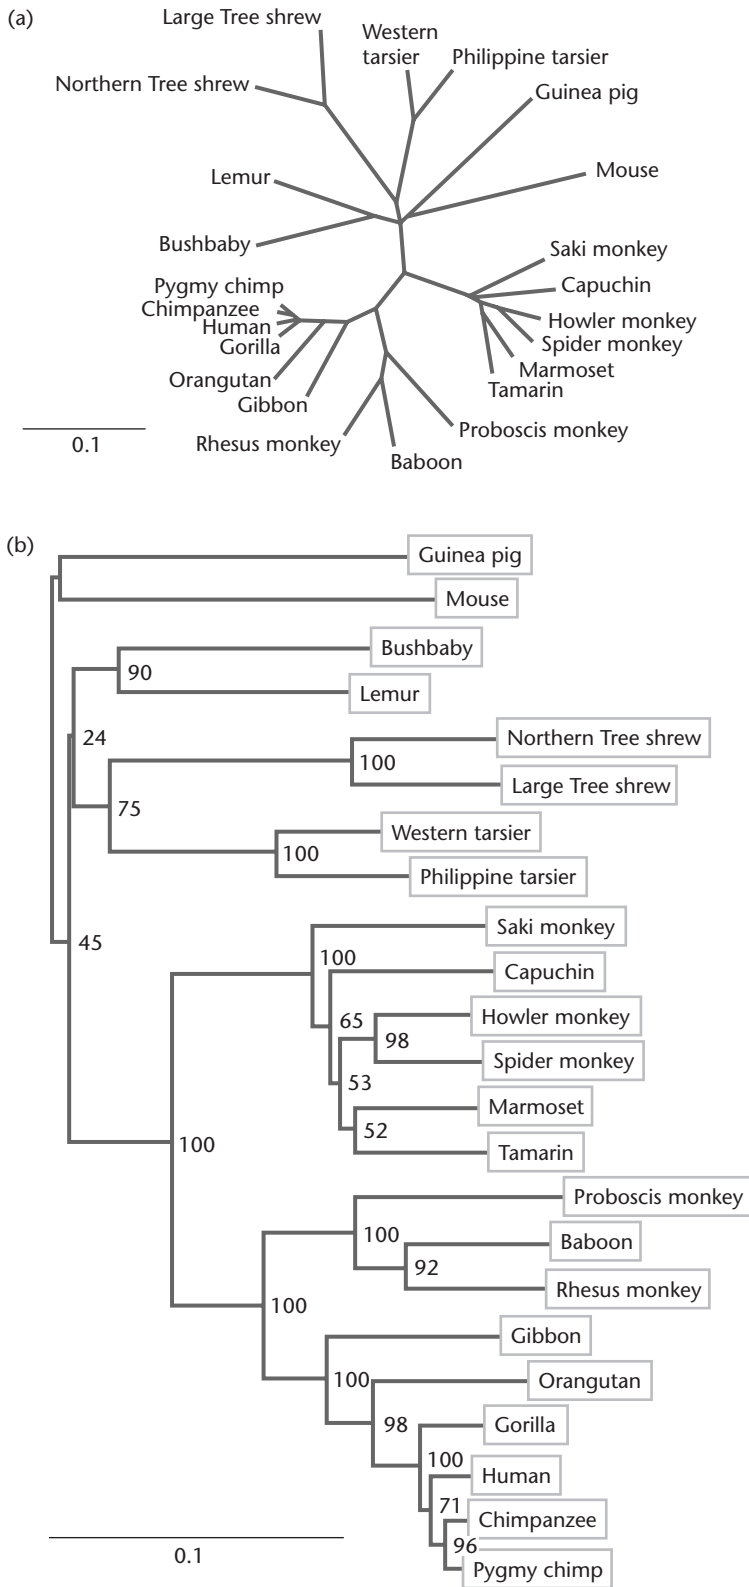 (a)
Large Tree shrew
Western
tarsier
Philippine tarsier
Northern Tree shrew
Guinea pig
Lemur
Mouse
Bushbaby
Saki monkey
Pygmy chimp
Capuchin
Chimpanzee
Howler monkey
Human
Spider monkey
Gorilla
Marmoset
Orangutan
Tamarin
Gibbon
Proboscis monkey
Rhesus monkey
0.1
Baboon
(b)
Guinea pig
Mouse
Bushbaby
90
Lemur
24
Northern Tree shrew
100
Large Tree shrew
75
Western tarsier
100
Philippine tarsier
Saki monkey
45
100
Capuchin
65
Howler monkey
98
Spider monkey
53
Marmoset
52
100
Tamarin
Proboscis monkey
100
Baboon
92
Rhesus monkey
100
Gibbon
100
Orangutan
98
Gorilla
100
Human
71
Chimpanzee
96
0.1
Pygmy chimp